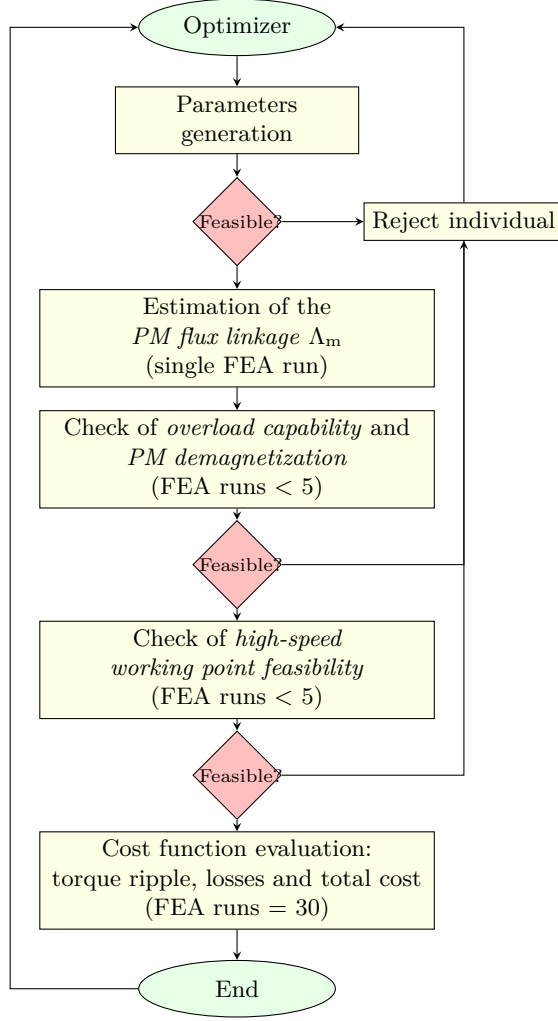 Optimizer
Parameters
generation
Feasible?
Reject individual
Estimation of the
PM flux linkage Λm
(single FEA run)
Check of overload capability and
PM demagnetization
(FEA runs < 5)
Feasible?
Check of high-speed
working point feasibility
(FEA runs < 5)
Feasible?
Cost function evaluation:
torque ripple, losses and total cost
(FEA runs = 30)
End